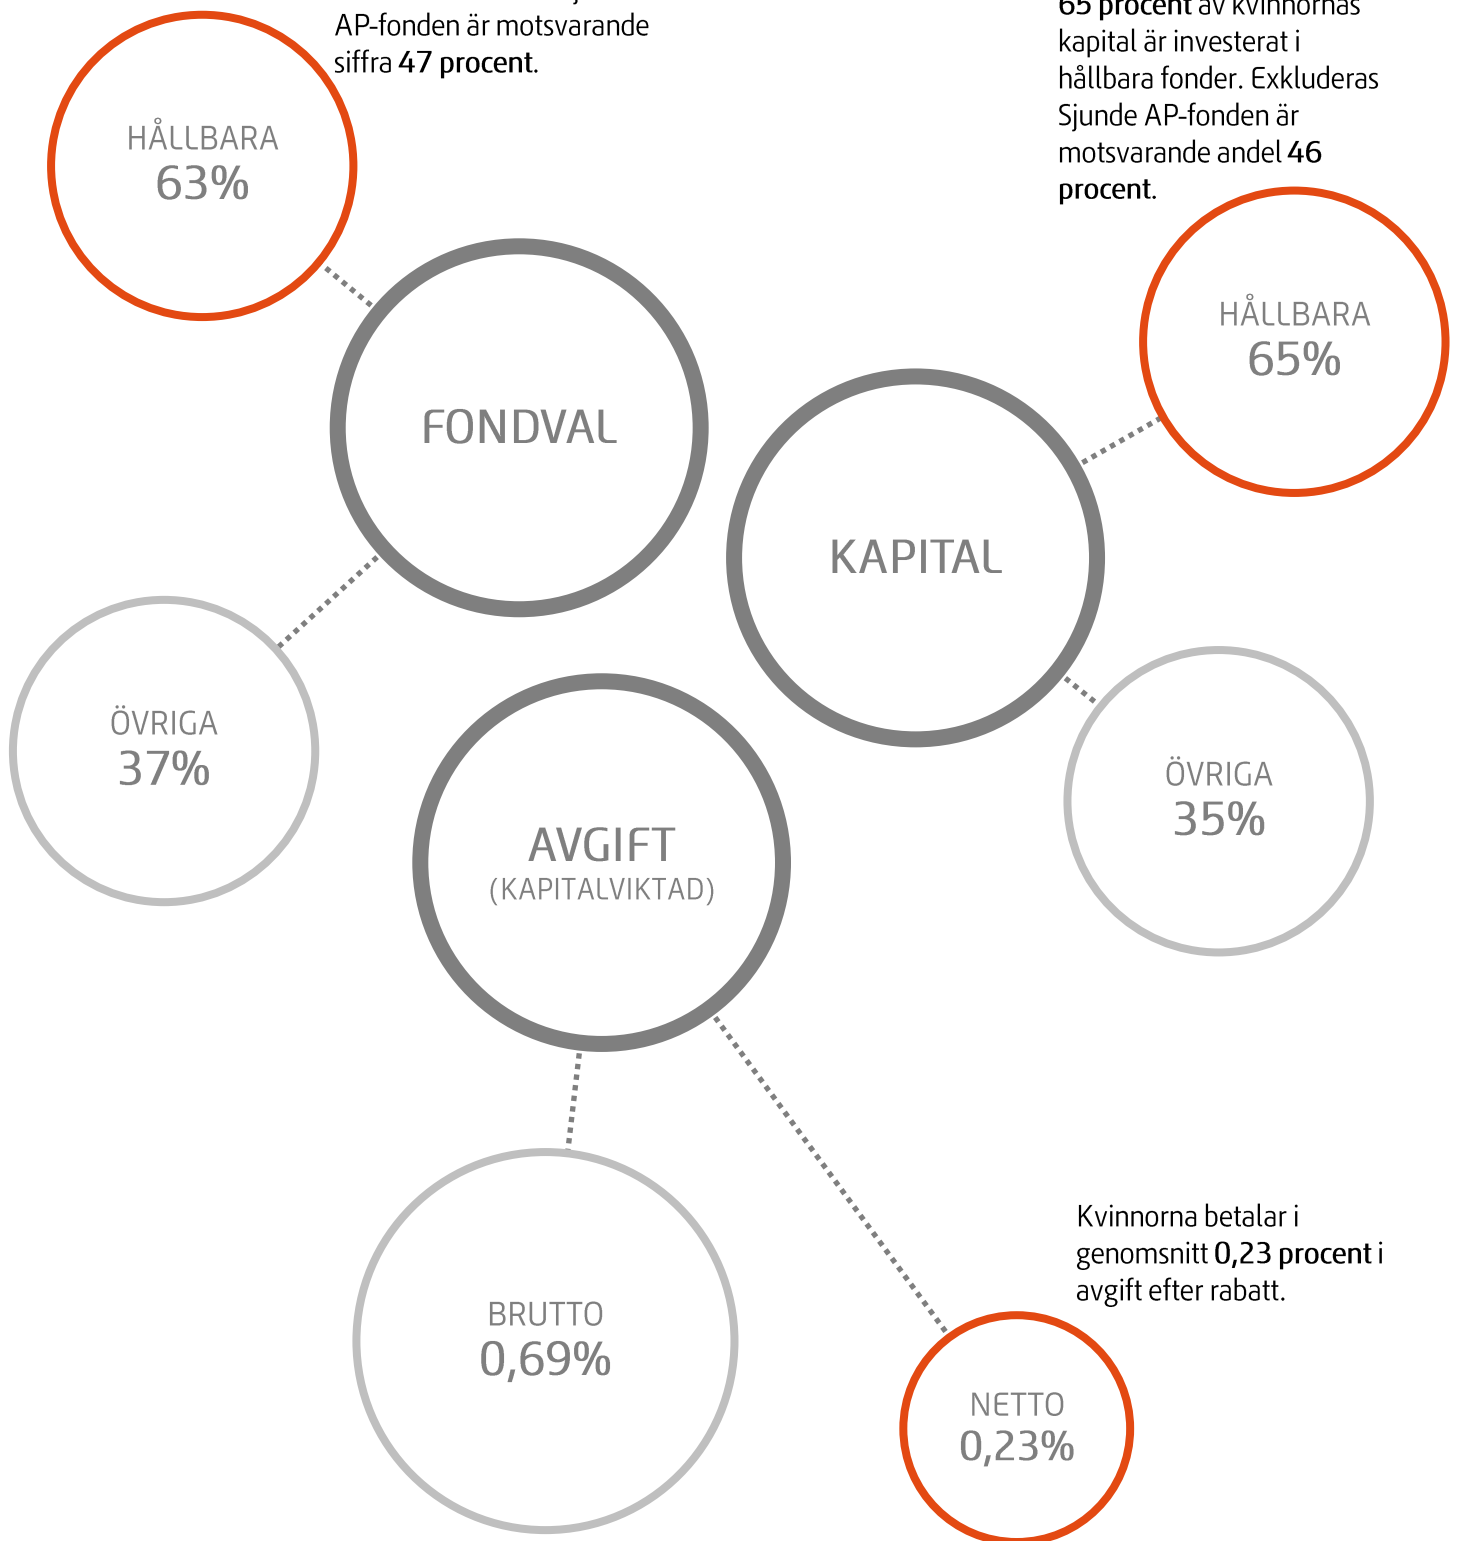 AP-fonden är motsvarande
siffra 47 procent.
65 procent av kvinnornas
kapital är investerat i
hållbara fonder. Exkluderas
Sjunde AP-fonden är
motsvarande andel 46
procent.
HÅLLBARA
63%
HÅLLBARA
65%
FONDVAL
KAPITAL
ÖVRIGA
37%
ÖVRIGA
35%
AVGIFT
(KAPITALVIKTAD)
Kvinnorna betalar i
genomsnitt 0,23 procent i
avgift efter rabatt.
BRUTTO
0,69%
NETTO
0,23%